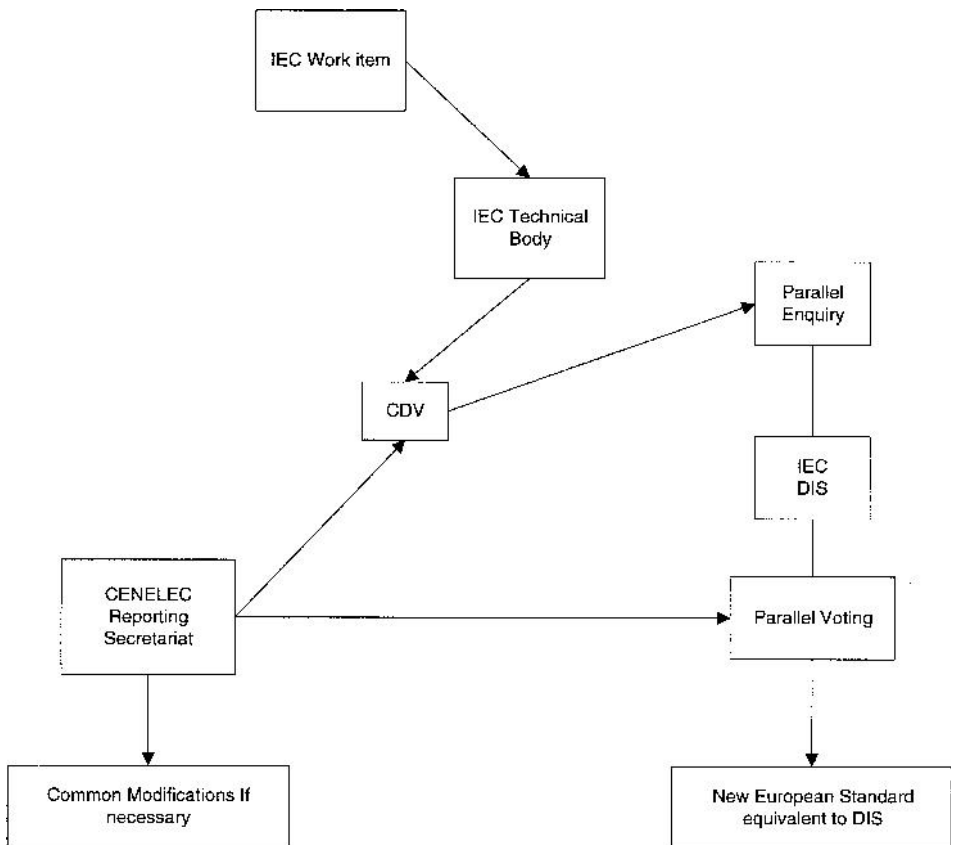 IEC Work item
IEC Technical
Body
Parallel
Enquiry
CDV
IEC
DIS
CENELEC
Reporting
Secretariat
Parallel Voting
Common Modifications If
necessary
New European Standard
equivalent to DIS